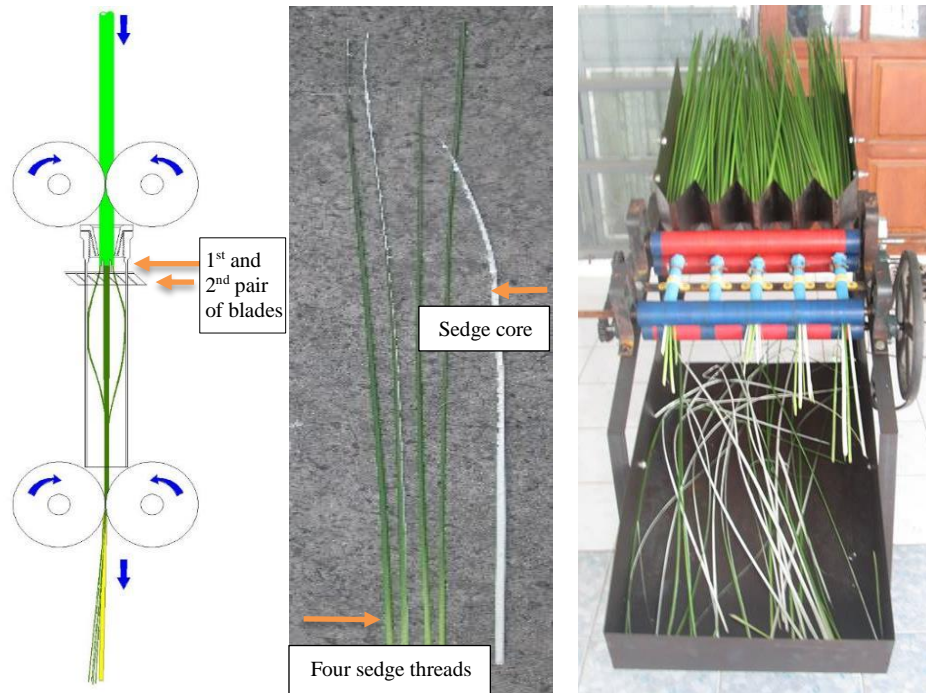 1st and
2nd pair
of blades
Sedge core
Four sedge threads